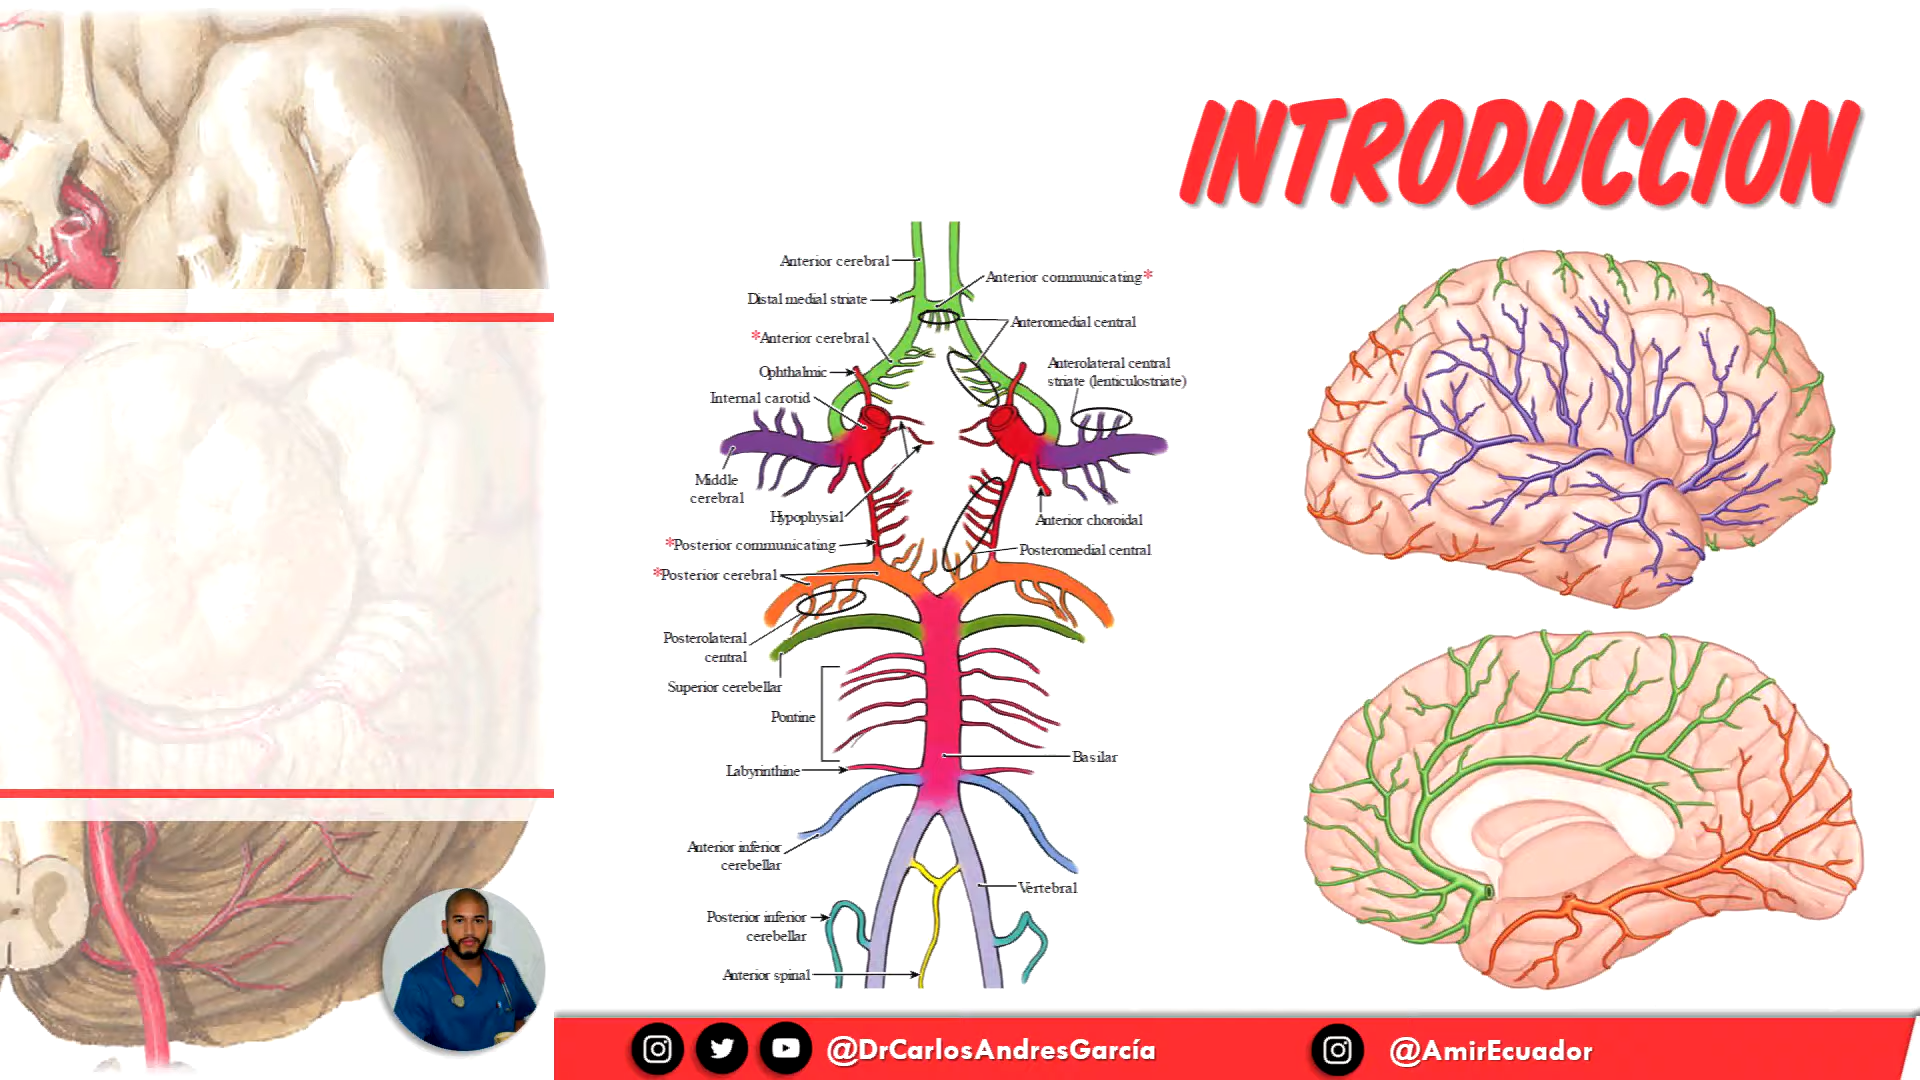 INTRODUCCION
Anterior cerebral
Anterior communicating*
Distal medial striate
Anteromedial central
*Anterior cerebral
Anterolateral central
striate (lenticulostriate)
Ophthalmic
Internal carotid
Middle
cerebral
Hypophysial
Anterior choroidal
*Posterior communicating
Posteromedial central
*Posterior cerebral
Posterolateral
central
Superior cerebellar
Pontine
Basilar
Labyrinthine
Anterior inferior
cerebellar
Vertebral
Posterior inferior
cerebellar
Anterior spinal
@DrCarlosAndresGarcía
@AmirEcuador